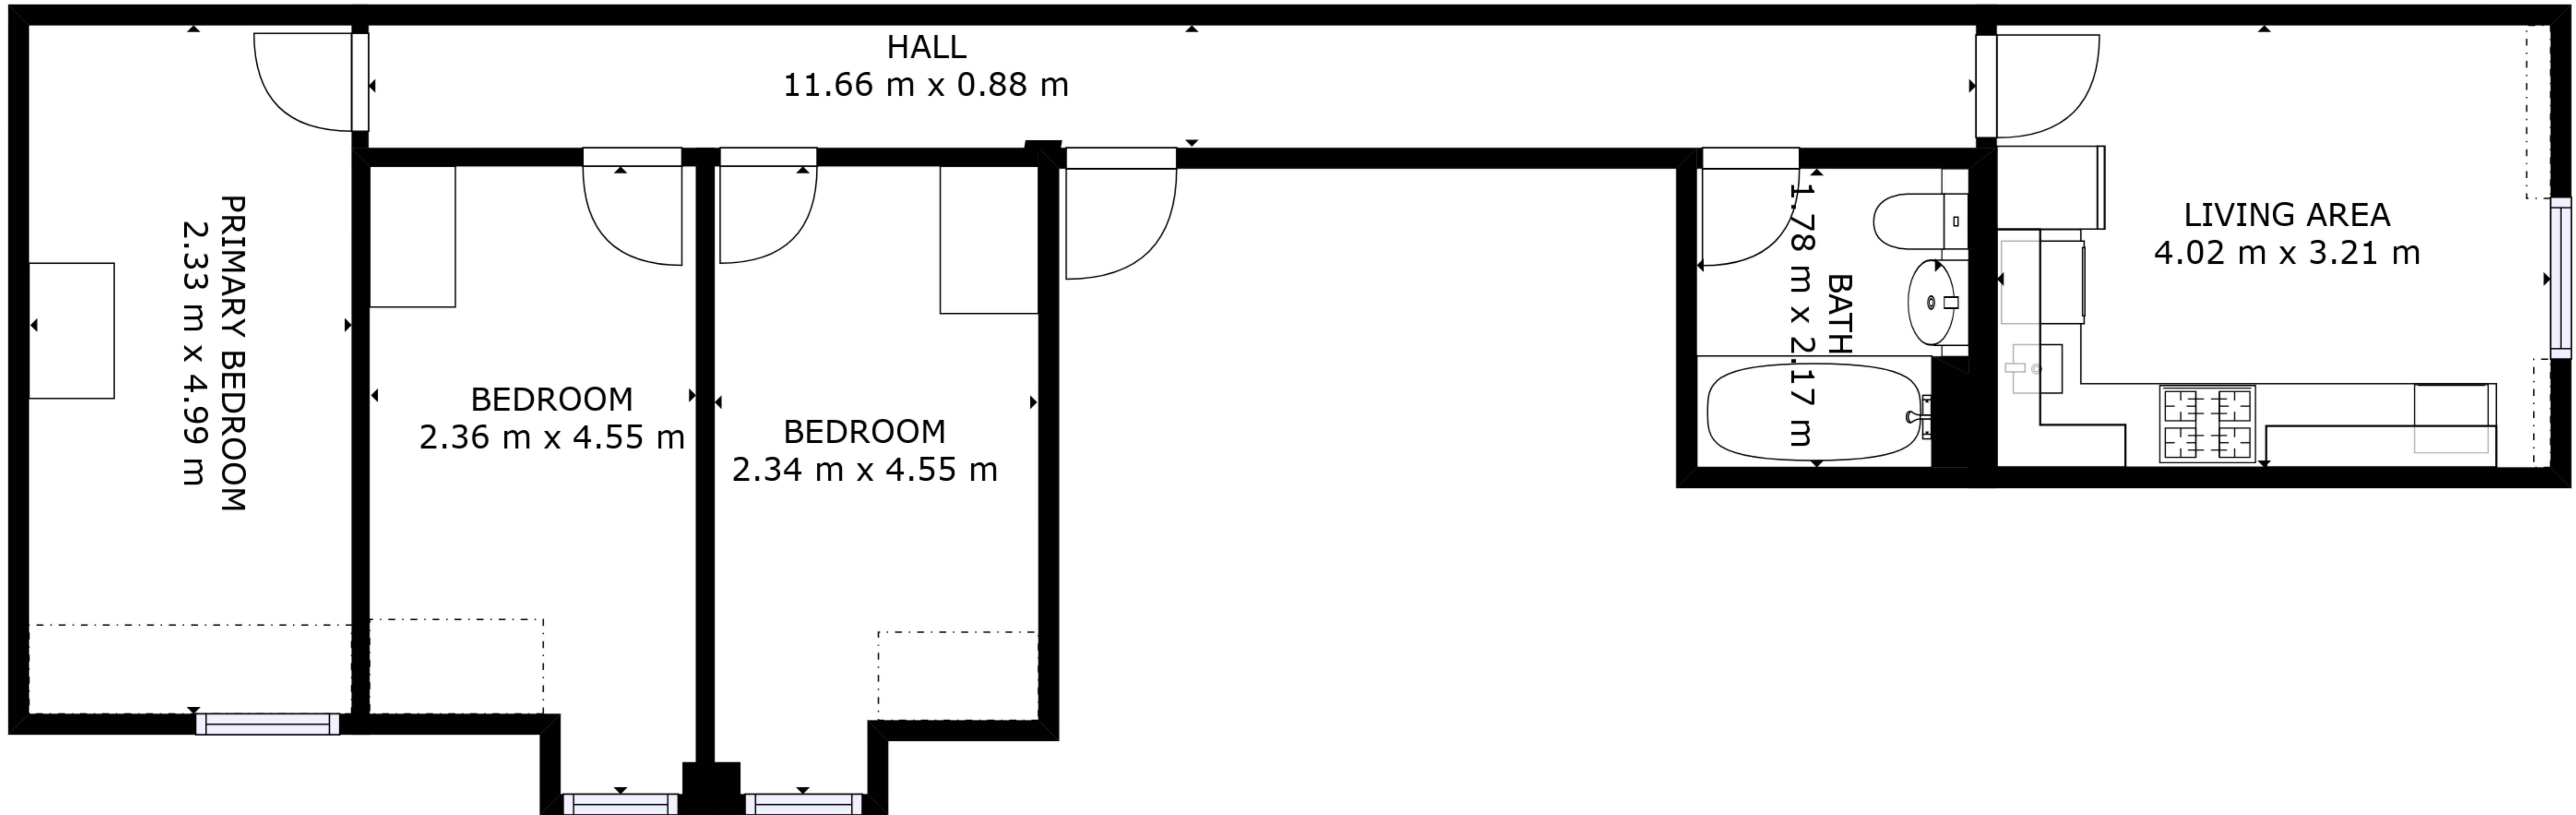 HALL
11.66 m x 0.88 m
PRIMARY BEDROOM
2.33 m x 4.99 m
BEDROOM
2.36 m x 4.55 m
BEDROOM
2.34 m x 4.55 m
BATH
1.78 m x 2.17 m
LIVING AREA
4.02 m x 3.21 m